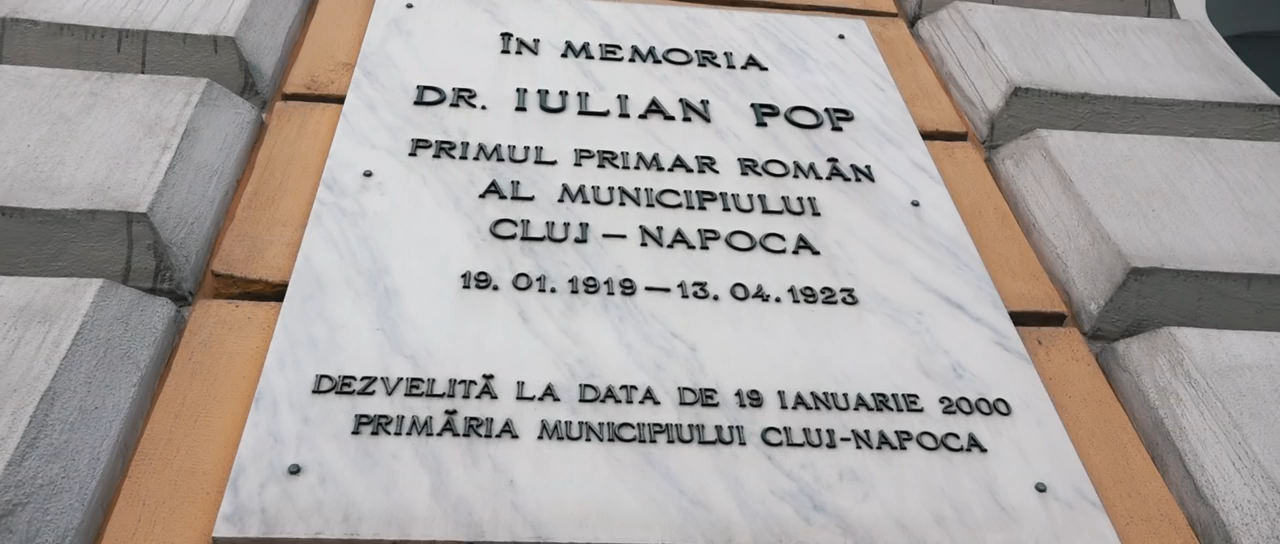 ÎN MEMORIA
DR. IULIAN POP
PRIMUL PRIMAR ROMÂN
AL MUNICIPIULUI
CLUJ – NAPOCA
19. 01. 1919 – 13. 04. 1923
DEZVELITĂ LA DATA DE 19 IANUARIE 2000
PRIMĂRIA MUNICIPIULUI CLUJ-NAPOCA